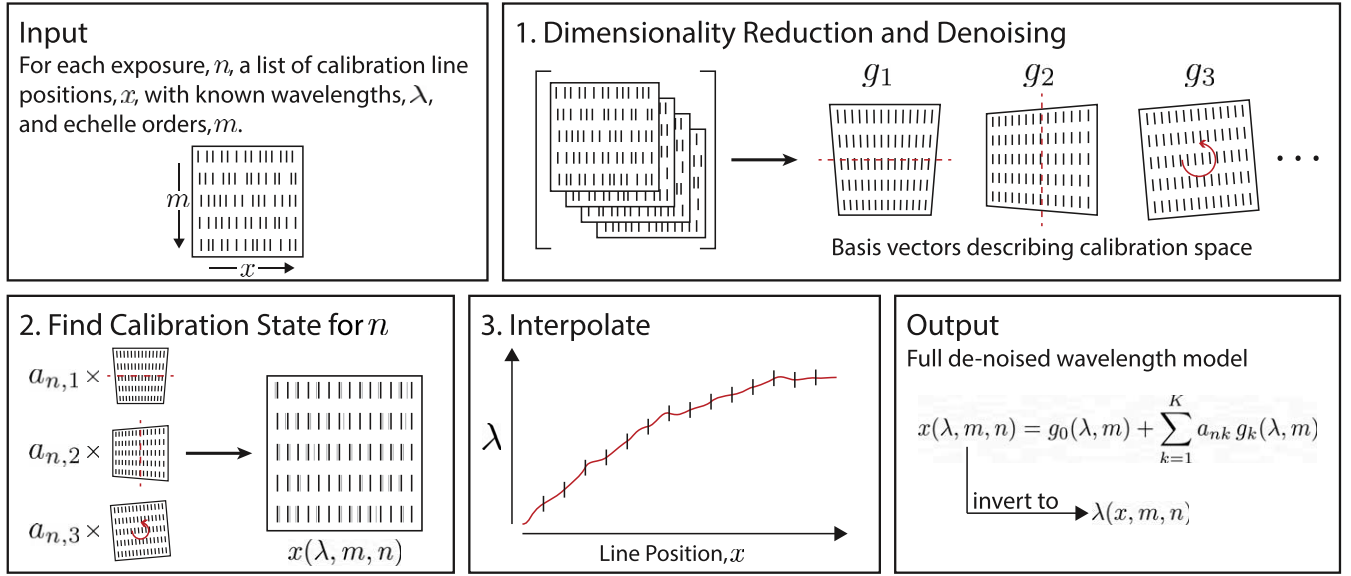 Input
For each exposure, n, a list of calibration line
positions, x, with known wavelengths, λ,
and echelle orders, m.
m
x
1. Dimensionality Reduction and Denoising
g₁ g₂ g₃
. . .
Basis vectors describing calibration space
2. Find Calibration State for n
aₙ,₁ ×
aₙ,₂ ×
aₙ,₃ ×
x(λ, m, n)
3. Interpolate
λ
Line Position, x
Output
Full de-noised wavelength model
x(λ, m, n) = g₀(λ, m) + ∑_{k=1}^{K} aₙₖ gₖ(λ, m)
invert to
λ(x, m, n)